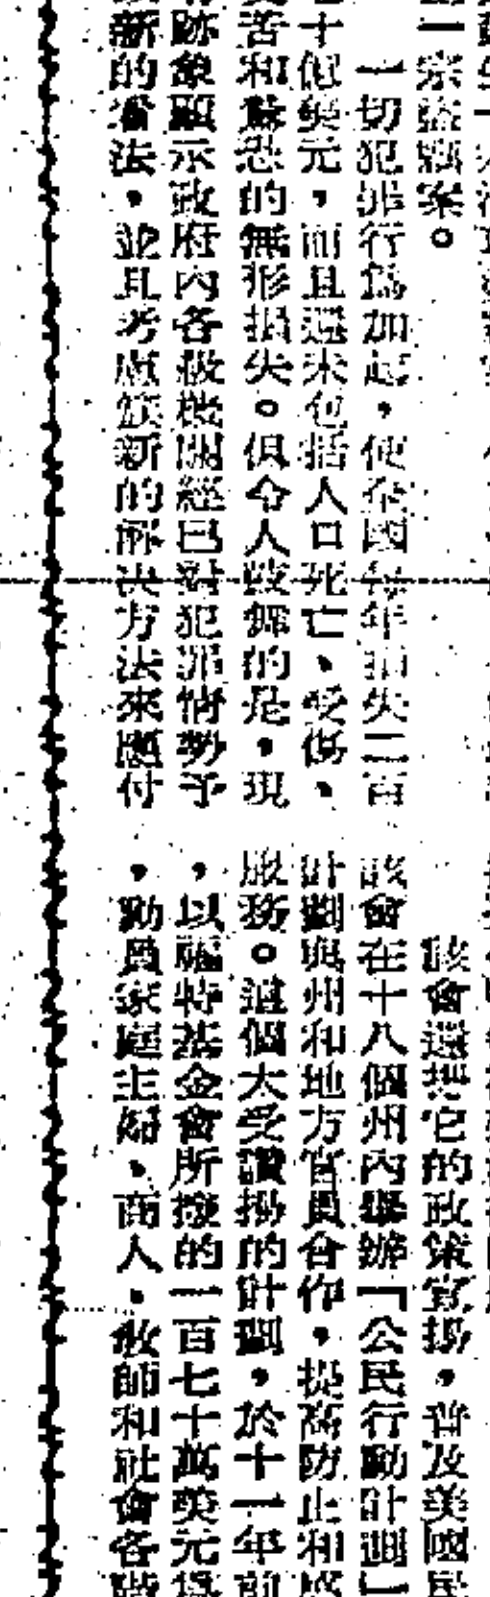 一宗盜竊案。
一切犯罪行為加起，使全國每年損失二百
十億美元，而且還未包括人口死亡、受傷、
苦和驚恐的無形損失。但令人鼓舞的是，現
跡象顯示政府內各級機關經已對犯罪情勢予
新的看法，並且考慮嶄新的解決方法來應付
該會還把它的政策宣揚，普及美國民
該會在十八個州內舉辦「公民行動計劃」
計劃與州和地方官員合作，提高防止和
服務。這個大受讚揚的計劃，於十一年前
，以福特基金會所撥的一百七十萬美元
，動員家庭主婦、商人、教師和社會各階